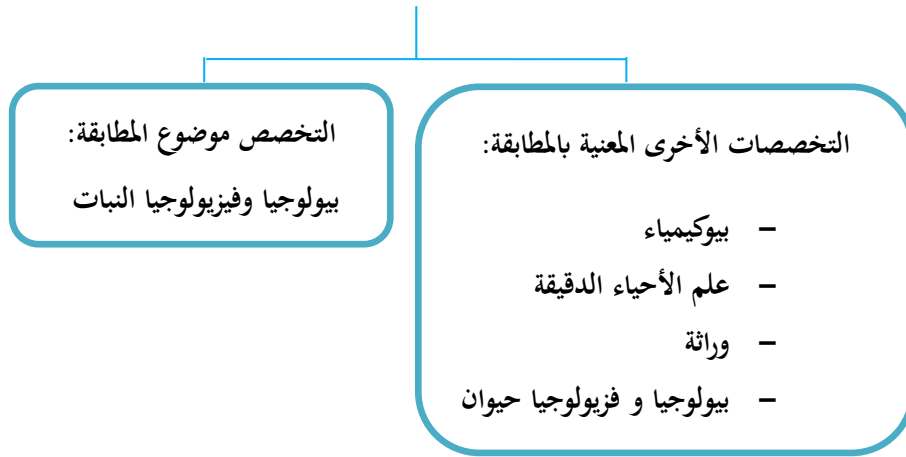 التخصصات الأخرى المعنية بالمطابقة:
– بيوكيمياء
– علم الأحياء الدقيقة
– وراثة
– بيولوجيا و فزيولوجيا حيوان
التخصص موضوع المطابقة:
بيولوجيا وفيزيولوجيا النبات